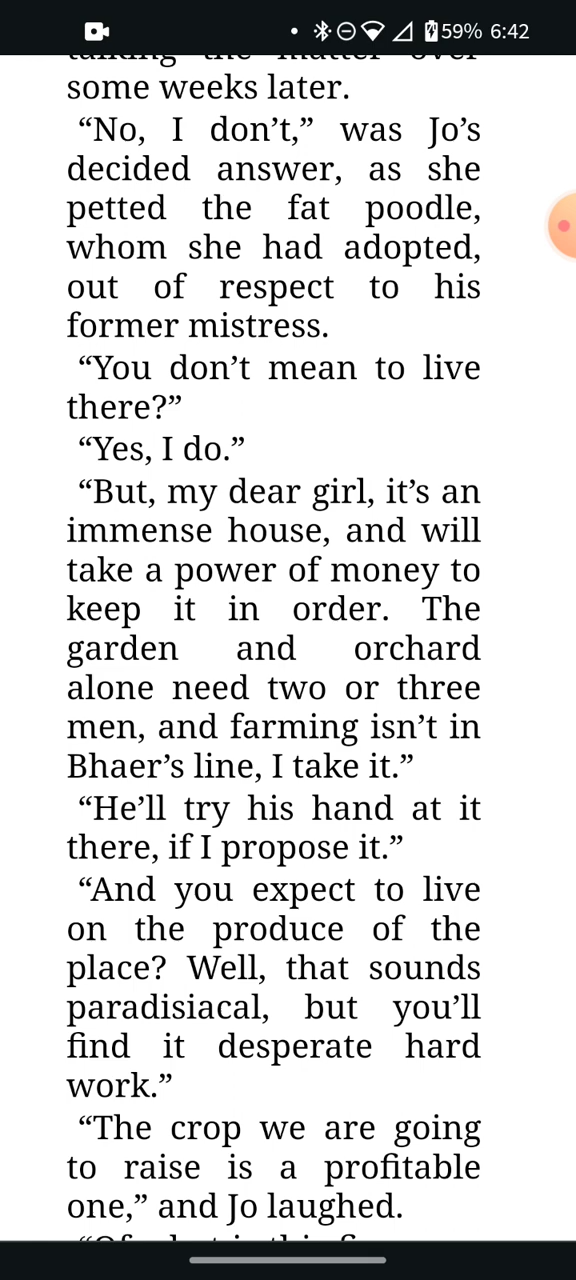 59% 6:42
some weeks later.
“No, I don’t,” was Jo’s
decided answer, as she
petted the fat poodle,
whom she had adopted,
out of respect to his
former mistress.
“You don’t mean to live
there?”
“Yes, I do.”
“But, my dear girl, it’s an
immense house, and will
take a power of money to
keep it in order. The
garden and orchard
alone need two or three
men, and farming isn’t in
Bhaer’s line, I take it.”
“He’ll try his hand at it
there, if I propose it.”
“And you expect to live
on the produce of the
place? Well, that sounds
paradisiacal, but you’ll
find it desperate hard
work.”
“The crop we are going
to raise is a profitable
one,” and Jo laughed.